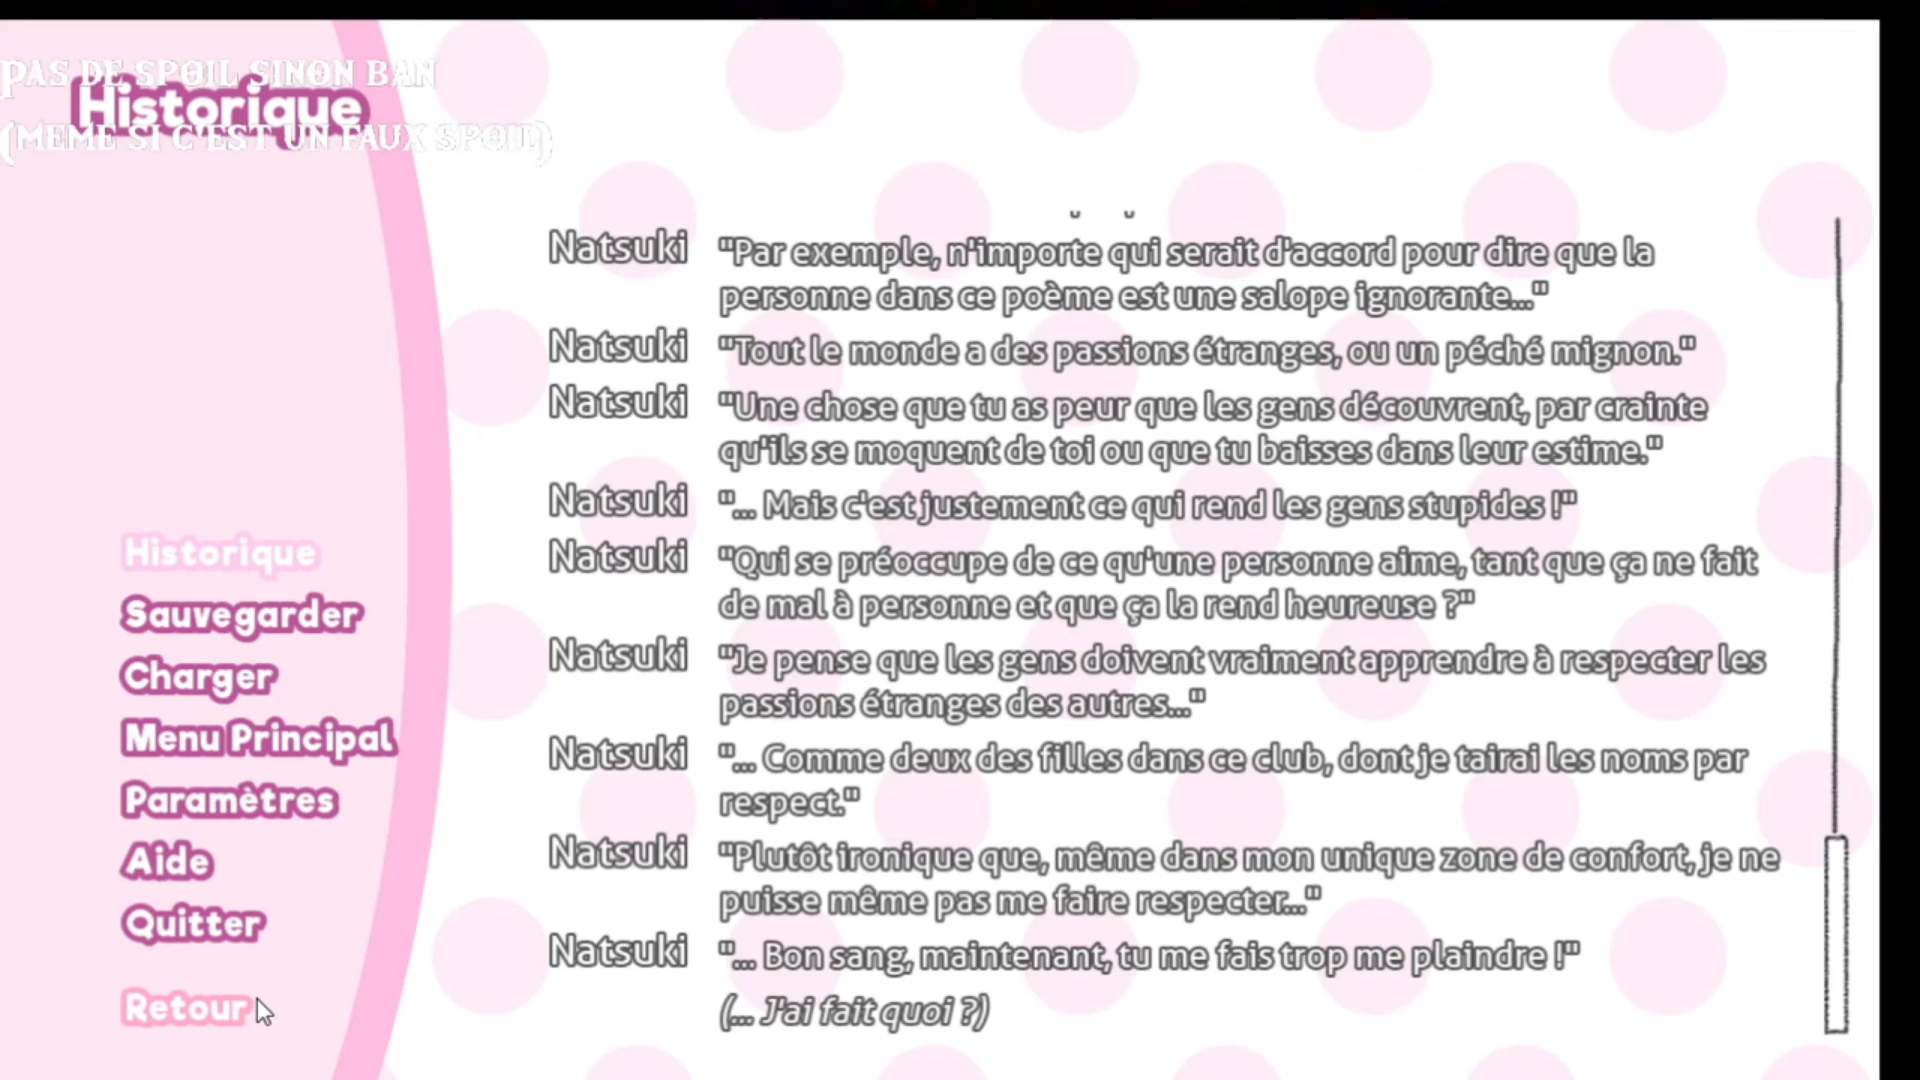 PAS DE SPOIL SINON BAN
Historique
(MEME SI C'EST UN FAUX SPOIL)
Natsuki "Par exemple, n'importe qui serait d'accord pour dire que la
personne dans ce poème est une salope ignorante..."
Natsuki "Tout le monde a des passions étranges, ou un péché mignon."
Natsuki "Une chose que tu as peur que les gens découvrent, par crainte
qu'ils se moquent de toi ou que tu baisses dans leur estime."
Natsuki "... Mais c'est justement ce qui rend les gens stupides !"
Natsuki "Qui se préoccupe de ce qu'une personne aime, tant que ça ne fait
de mal à personne et que ça la rend heureuse ?"
Natsuki "Je pense que les gens doivent vraiment apprendre à respecter les
passions étranges des autres..."
Natsuki "... Comme deux des filles dans ce club, dont je tairai les noms par
respect."
Natsuki "Plutôt ironique que, même dans mon unique zone de confort, je ne
puisse même pas me faire respecter..."
Natsuki "... Bon sang, maintenant, tu me fais trop me plaindre !"
(... J'ai fait quoi ?)
Historique
Sauvegarder
Charger
Menu Principal
Paramètres
Aide
Quitter
Retour